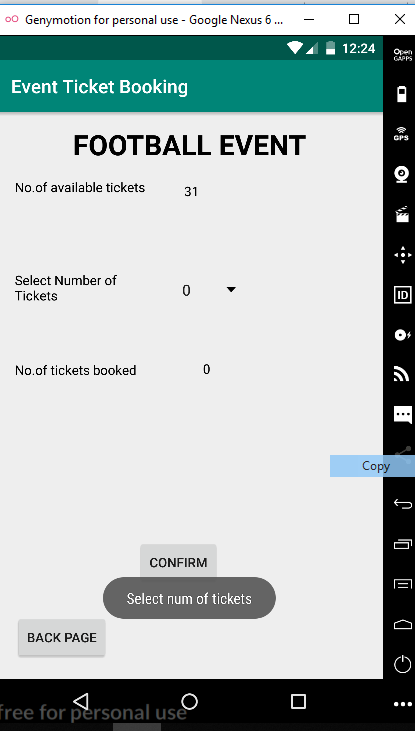 Genymotion for personal use - Google Nexus 6 ...
12:24
Open
GAPPS
Event Ticket Booking
GPS
FOOTBALL EVENT
No.of available tickets 31
Select Number of
Tickets
0
ID
No.of tickets booked 0
Copy
CONFIRM
Select num of tickets
BACK PAGE
free for personal use